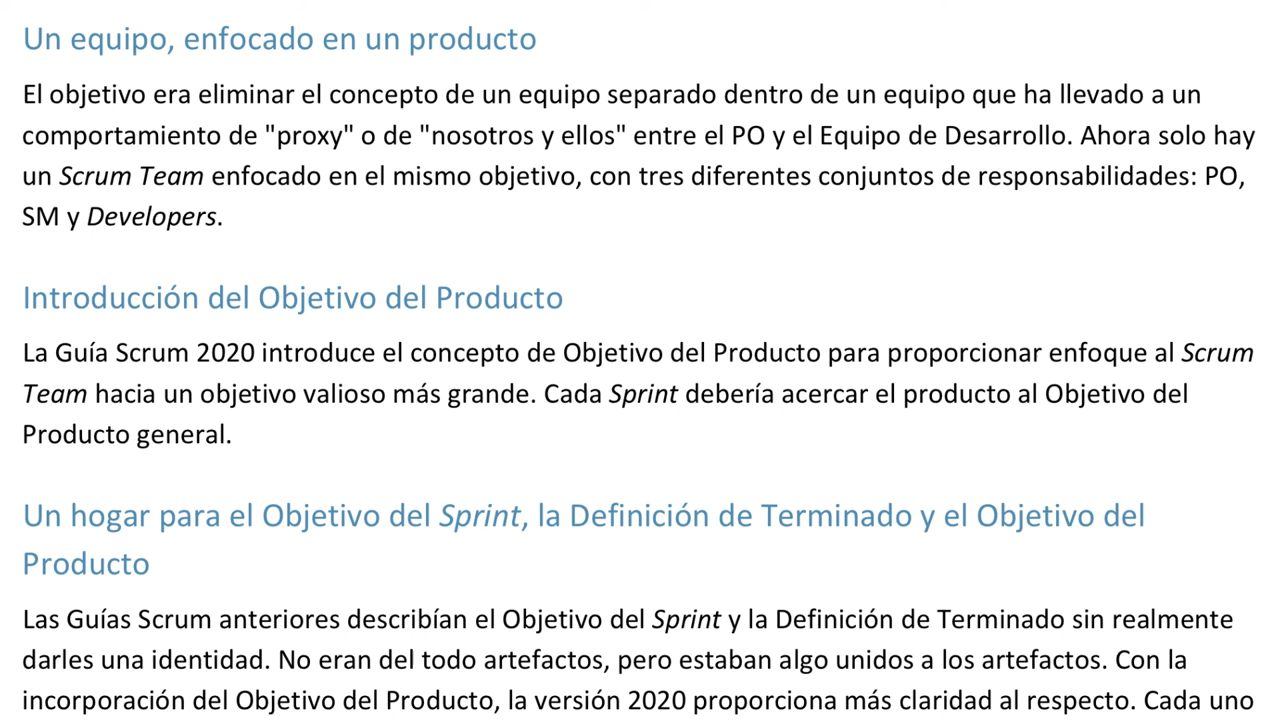 Un equipo, enfocado en un producto
El objetivo era eliminar el concepto de un equipo separado dentro de un equipo que ha llevado a un
comportamiento de "proxy" o de "nosotros y ellos" entre el PO y el Equipo de Desarrollo. Ahora solo hay
un Scrum Team enfocado en el mismo objetivo, con tres diferentes conjuntos de responsabilidades: PO,
SM y Developers.
Introducción del Objetivo del Producto
La Guía Scrum 2020 introduce el concepto de Objetivo del Producto para proporcionar enfoque al Scrum
Team hacia un objetivo valioso más grande. Cada Sprint debería acercar el producto al Objetivo del
Producto general.
Un hogar para el Objetivo del Sprint, la Definición de Terminado y el Objetivo del
Producto
Las Guías Scrum anteriores describían el Objetivo del Sprint y la Definición de Terminado sin realmente
darles una identidad. No eran del todo artefactos, pero estaban algo unidos a los artefactos. Con la
incorporación del Objetivo del Producto, la versión 2020 proporciona más claridad al respecto. Cada uno